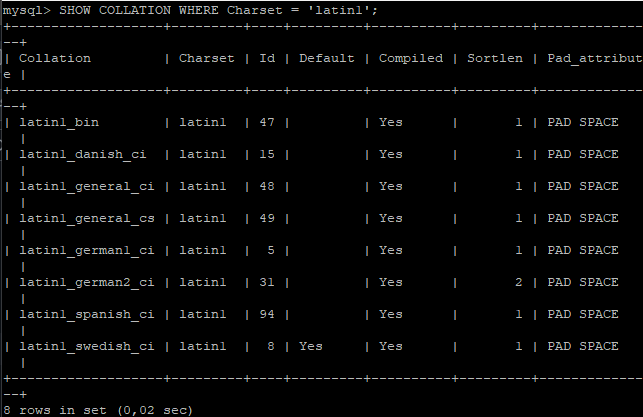 mysql> SHOW COLLATION WHERE Charset = 'latin1';
+-------------------+---------+----+---------+----------+---------+-------------
--+
| Collation         | Charset | Id | Default | Compiled | Sortlen | Pad_attribut
e |
+-------------------+---------+----+---------+----------+---------+-------------
--+
| latin1_bin        | latin1  | 47 |         | Yes      |       1 | PAD SPACE
  |
| latin1_danish_ci  | latin1  | 15 |         | Yes      |       1 | PAD SPACE
  |
| latin1_general_ci | latin1  | 48 |         | Yes      |       1 | PAD SPACE
  |
| latin1_general_cs | latin1  | 49 |         | Yes      |       1 | PAD SPACE
  |
| latin1_german1_ci | latin1  |  5 |         | Yes      |       1 | PAD SPACE
  |
| latin1_german2_ci | latin1  | 31 |         | Yes      |       2 | PAD SPACE
  |
| latin1_spanish_ci | latin1  | 94 |         | Yes      |       1 | PAD SPACE
  |
| latin1_swedish_ci | latin1  |  8 | Yes     | Yes      |       1 | PAD SPACE
  |
+-------------------+---------+----+---------+----------+---------+-------------
--+
8 rows in set (0,02 sec)